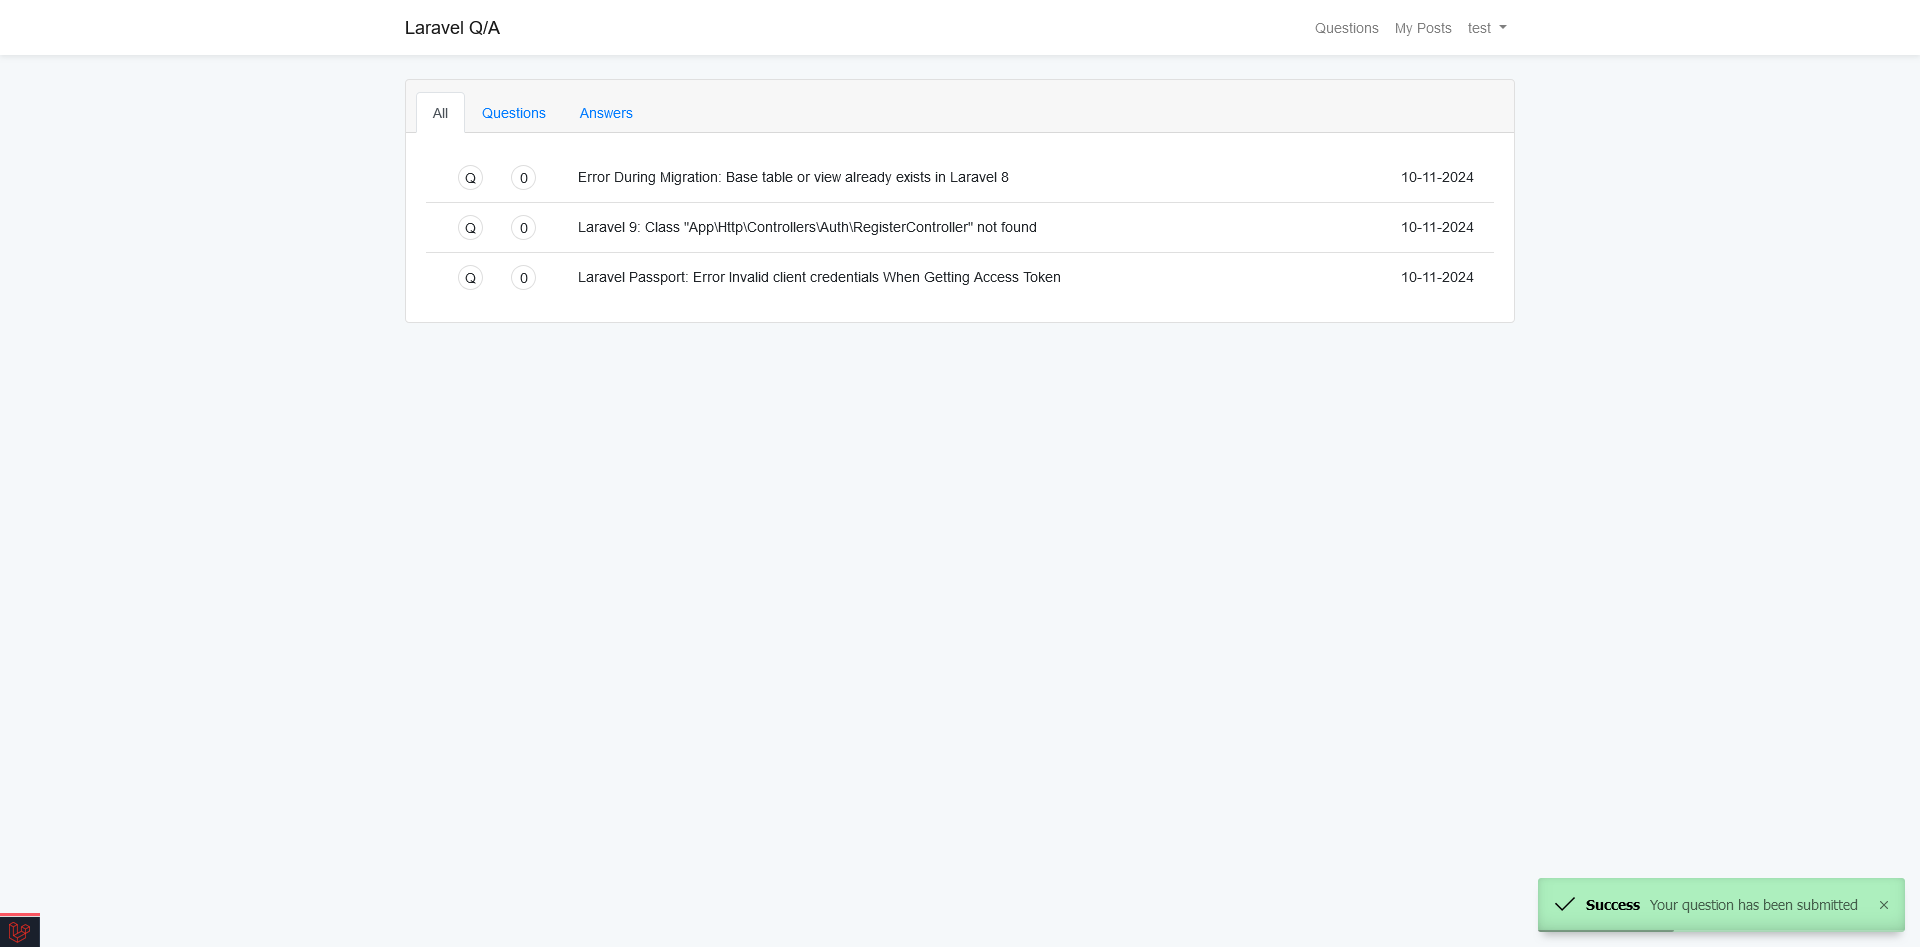 Laravel Q/A Questions My Posts test
All Questions Answers
Q 0 Error During Migration: Base table or view already exists in Laravel 8 10-11-2024
Q 0 Laravel 9: Class "App\Http\Controllers\Auth\RegisterController" not found 10-11-2024
Q 0 Laravel Passport: Error Invalid client credentials When Getting Access Token 10-11-2024
Success Your question has been submitted ×